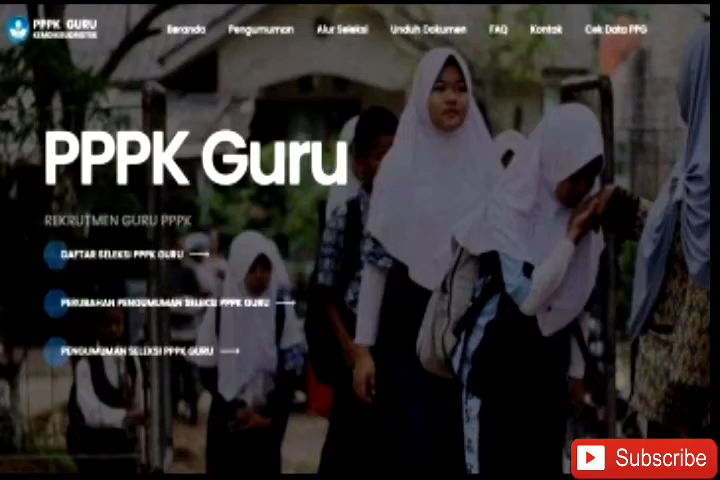 PPPK GURU
KEMDIKBUDRISTEK
Beranda Pengumuman Alur Seleksi Unduh Dokumen FAQ Kontak Cek Data PPG
PPPK Guru
REKRUTMEN GURU PPPK
DAFTAR SELEKSI PPPK GURU
PERUBAHAN PENGUMUMAN SELEKSI PPPK GURU
PENGUMUMAN SELEKSI PPPK GURU
Subscribe